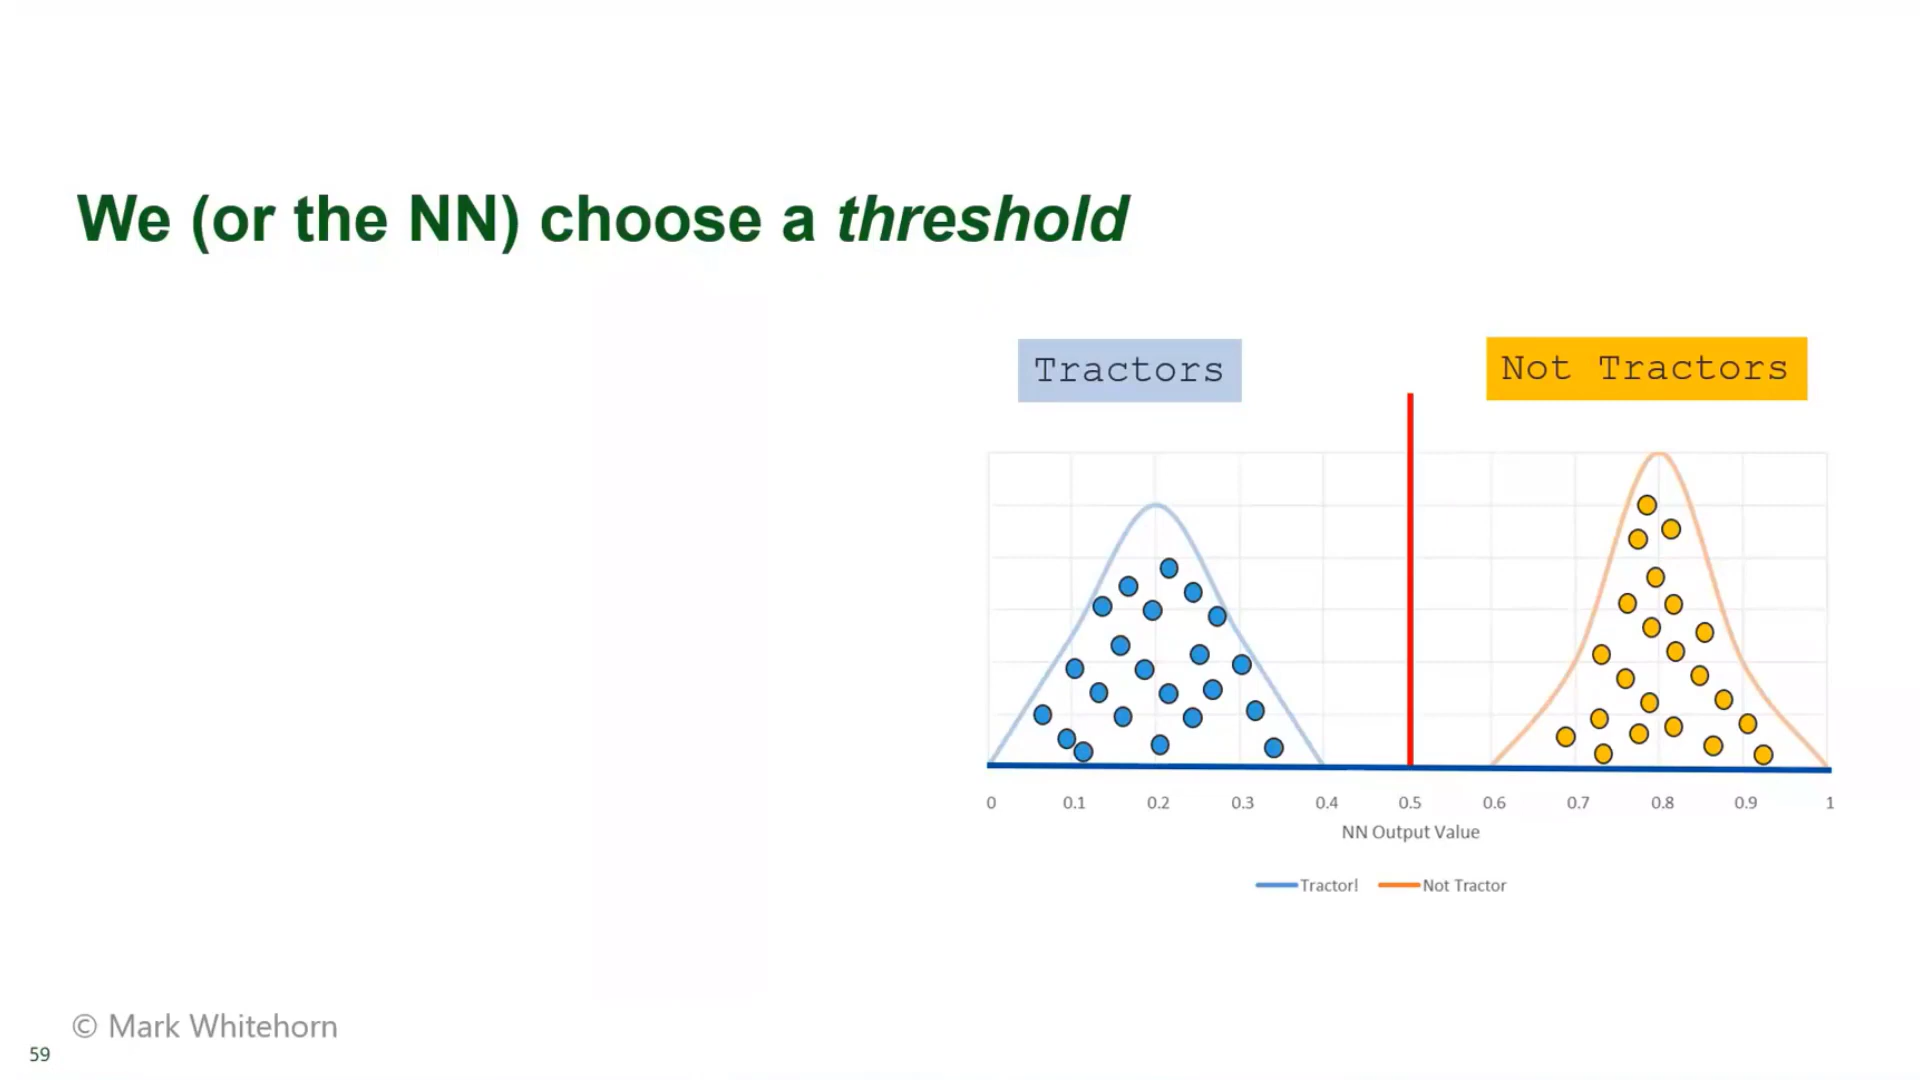 We (or the NN) choose a threshold
Tractors
Not Tractors
0 0.1 0.2 0.3 0.4 0.5 0.6 0.7 0.8 0.9 1
NN Output Value
Tractor! Not Tractor
© Mark Whitehorn
59